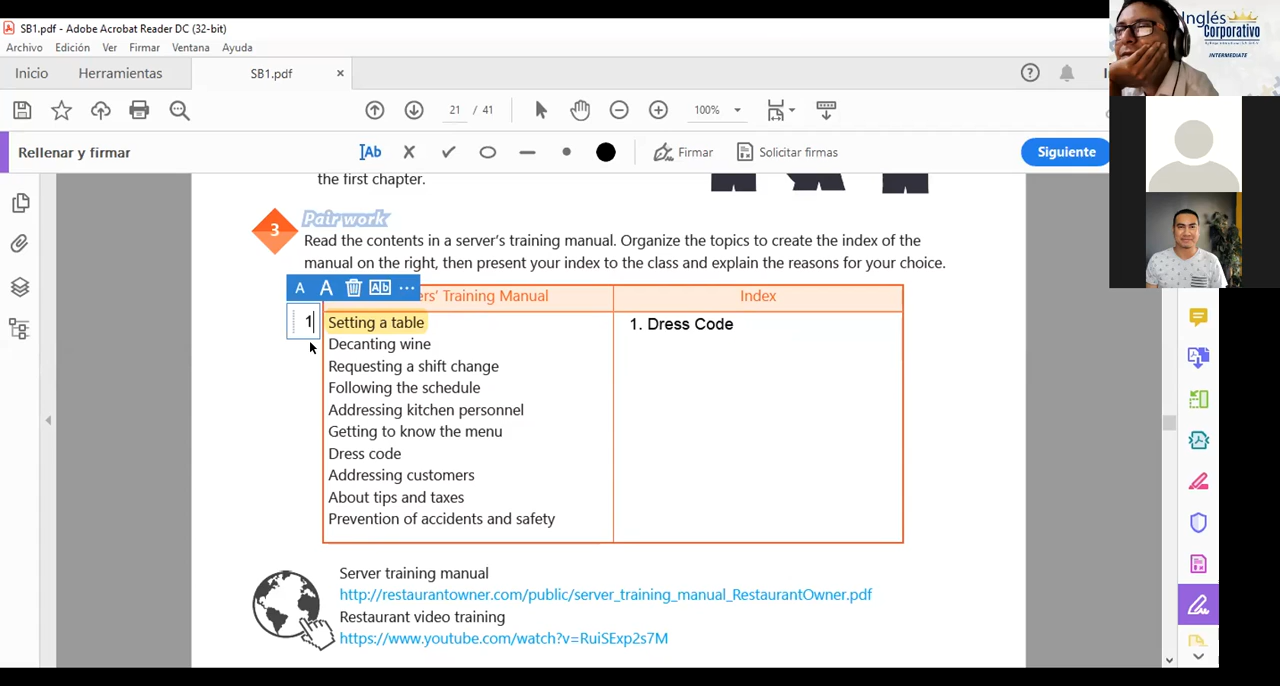 SB1.pdf - Adobe Acrobat Reader DC (32-bit)
Archivo Edición Ver Firmar Ventana Ayuda
Inicio Herramientas SB1.pdf ×
21 / 41 100%
Rellenar y firmar
Ab Firmar Solicitar firmas Siguiente
the first chapter.
3
Pair work
Read the contents in a server's training manual. Organize the topics to create the index of the
manual on the right, then present your index to the class and explain the reasons for your choice.
A A Ab ...
ers' Training Manual Index
1 Setting a table 1. Dress Code
Decanting wine
Requesting a shift change
Following the schedule
Addressing kitchen personnel
Getting to know the menu
Dress code
Addressing customers
About tips and taxes
Prevention of accidents and safety
Server training manual
http://restaurantowner.com/public/server_training_manual_RestaurantOwner.pdf
Restaurant video training
https://www.youtube.com/watch?v=RuiSExp2s7M
Inglés
Corporativo
INTERMEDIATE